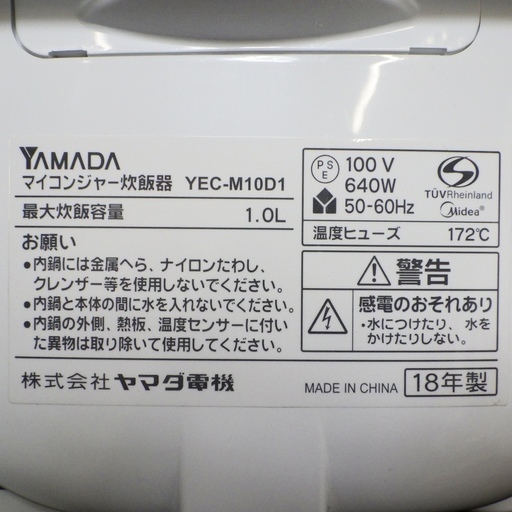 YAMADA
マイコンジャー炊飯器 YEC-M10D1
最大炊飯容量 1.0L
お願い
•内鍋には金属へら、ナイロンたわし、
クレンザー等を使用しないでください。
•内鍋と本体の間に水を入れないでください。
•内鍋の外側、熱板、温度センサーに付い
た異物は取り除いて使用してください。
PS
E
100 V
640W
50-60Hz
TÜVRheinland
Midea®
温度ヒューズ 172℃
警告
感電のおそれあり
・水につけたり、水を
かけたりしない。
株式会社 ヤマダ電機 MADE IN CHINA 18年製